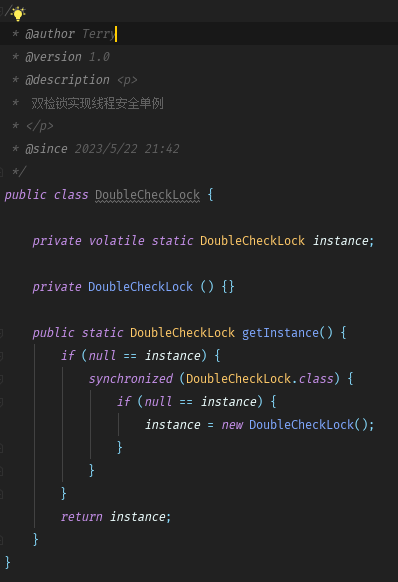 /
* @author Terry
* @version 1.0
* @description <p>
* 双检锁实现线程安全单例
* </p>
* @since 2023/5/22 21:42
*/
public class DoubleCheckLock {
private volatile static DoubleCheckLock instance;
private DoubleCheckLock () {}
public static DoubleCheckLock getInstance() {
if (null == instance) {
synchronized (DoubleCheckLock.class) {
if (null == instance) {
instance = new DoubleCheckLock();
}
}
}
return instance;
}
}